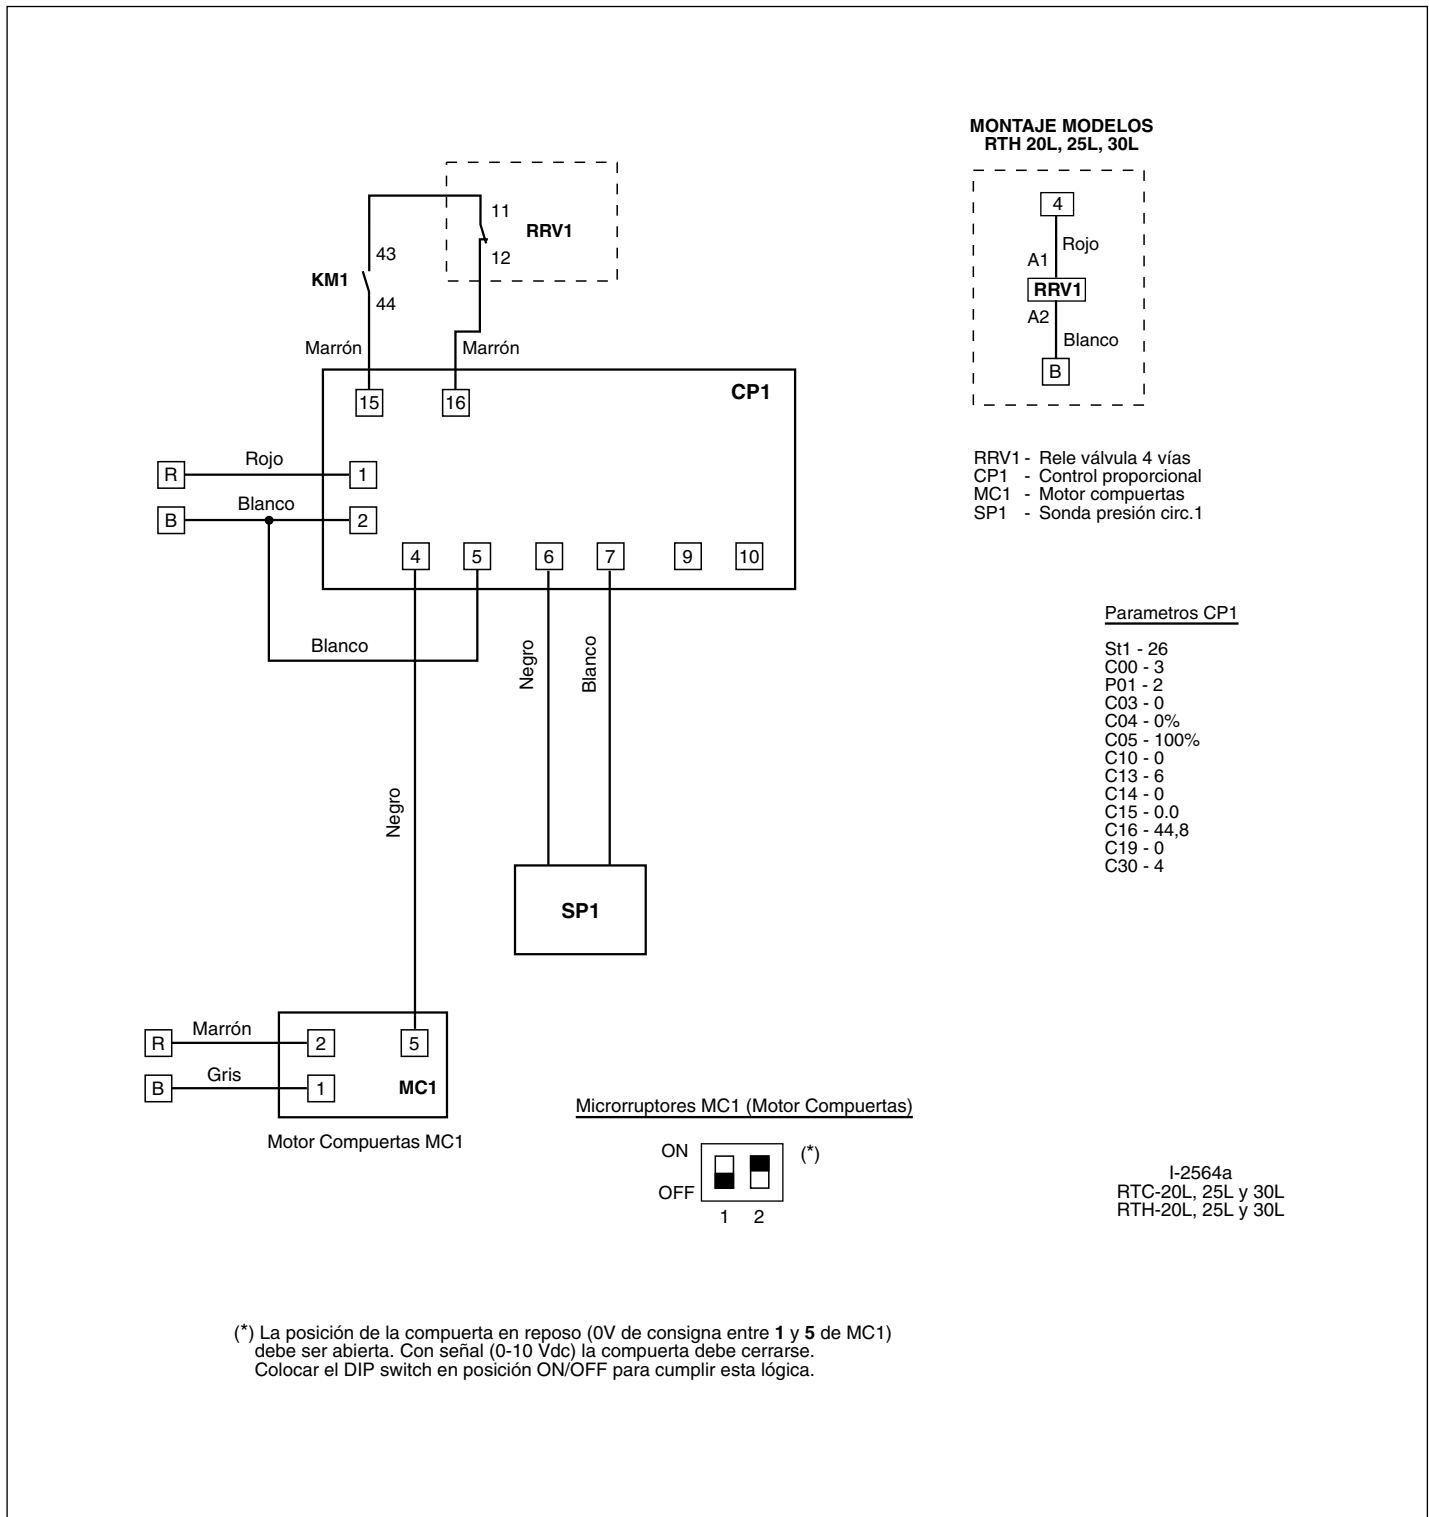 MONTAJE MODELOS
RTH 20L, 25L, 30L
4
Rojo
A1
RRV1
A2
Blanco
B
11
RRV1
12
43
KM1
44
Marrón
Marrón
15
16
CP1
R
Rojo
1
B
Blanco
2
4
5
6
7
9
10
Blanco
Negro
Blanco
Negro
SP1
RRV1 - Rele válvula 4 vías
CP1 - Control proporcional
MC1 - Motor compuertas
SP1 - Sonda presión circ.1
Parametros CP1
St1 - 26
C00 - 3
P01 - 2
C03 - 0
C04 - 0%
C05 - 100%
C10 - 0
C13 - 6
C14 - 0
C15 - 0.0
C16 - 44,8
C19 - 0
C30 - 4
R
Marrón
2
5
B
Gris
1
MC1
Motor Compuertas MC1
Microrruptores MC1 (Motor Compuertas)
ON
(*)
OFF
1 2
I-2564a
RTC-20L, 25L y 30L
RTH-20L, 25L y 30L
(*) La posición de la compuerta en reposo (0V de consigna entre 1 y 5 de MC1)
debe ser abierta. Con señal (0-10 Vdc) la compuerta debe cerrarse.
Colocar el DIP switch en posición ON/OFF para cumplir esta lógica.